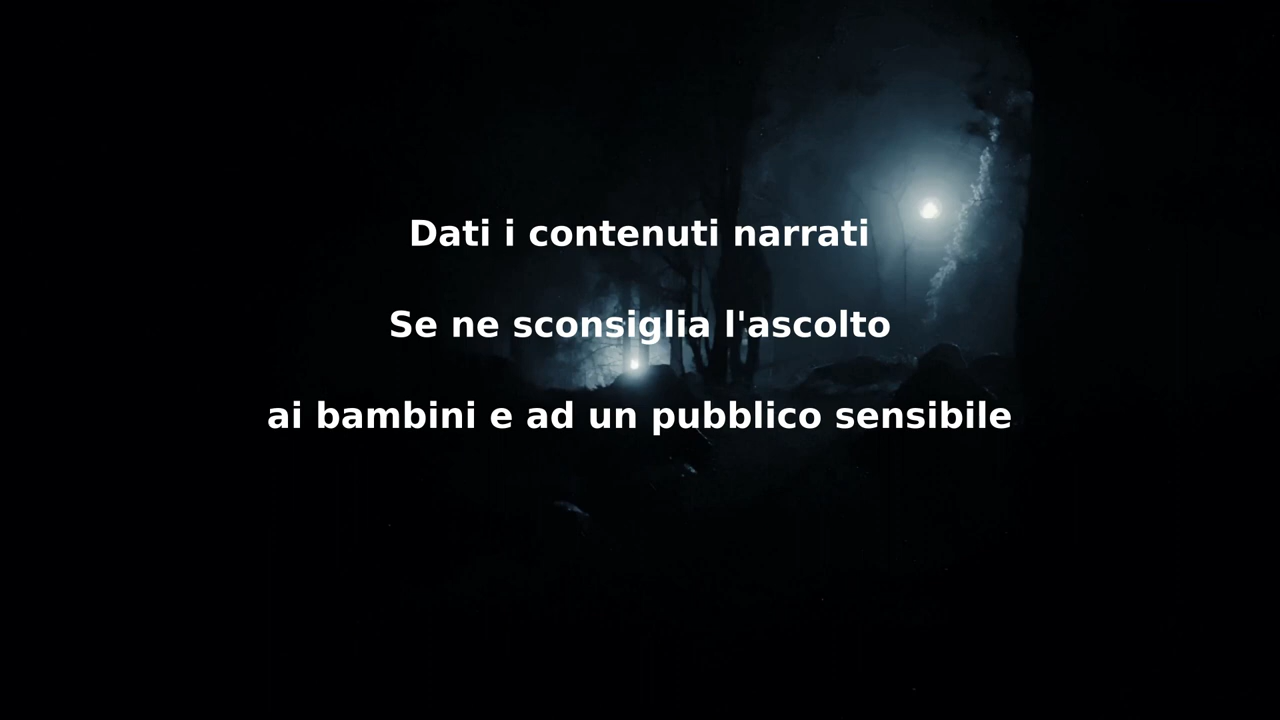 Dati i contenuti narrati
Se ne sconsiglia l'ascolto
ai bambini e ad un pubblico sensibile